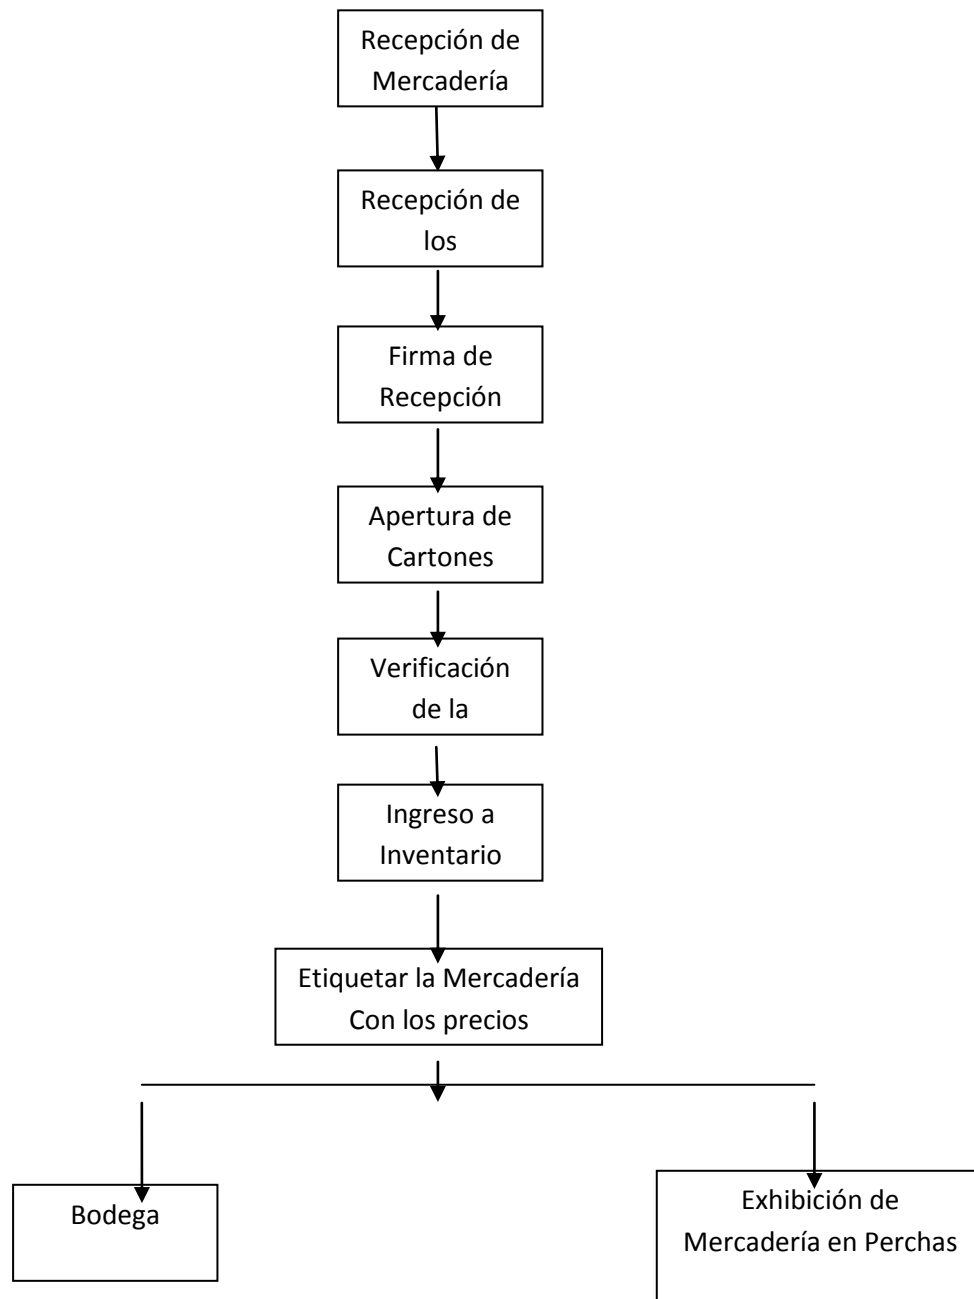 Recepción de
Mercadería
Recepción de
los
Firma de
Recepción
Apertura de
Cartones
Verificación
de la
Ingreso a
Inventario
Etiquetar la Mercadería
Con los precios
Bodega
Exhibición de
Mercadería en Perchas